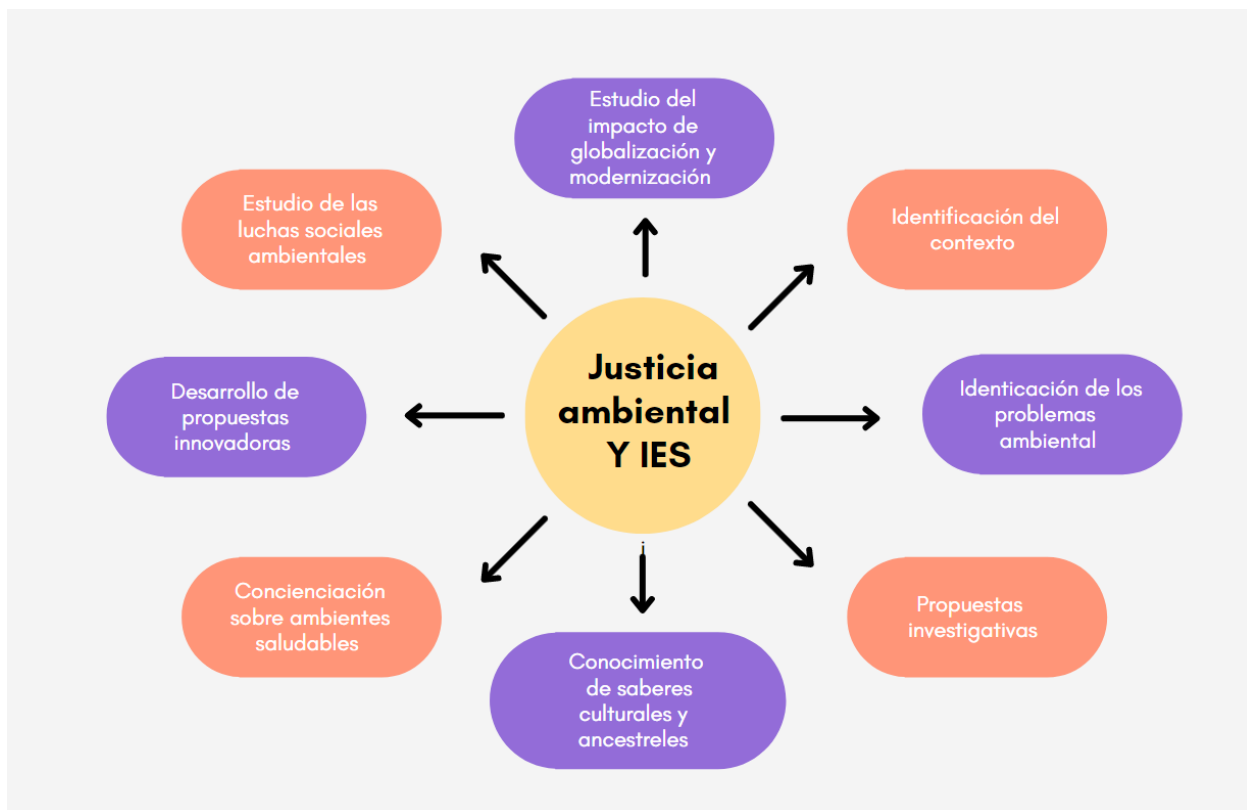 Estudio del
impacto de
globalización y
modernización
Estudio de las
luchas sociales
ambientales
Identificación del
contexto
Justicia
ambiental
Y IES
Desarrollo de
propuestas
innovadoras
Identicación de los
problemas
ambiental
Concienciación
sobre ambientes
saludables
Propuestas
investigativas
Conocimiento
de saberes
culturales y
ancestreles